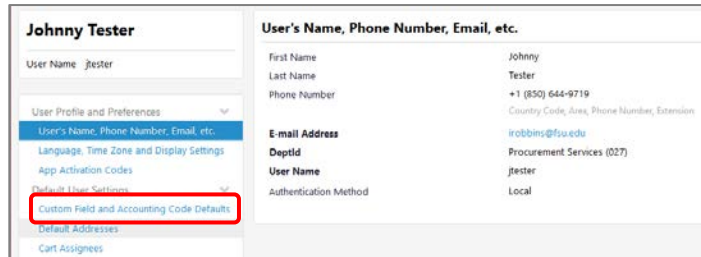 Johnny Tester
User Name jtester
User Profile and Preferences
User's Name, Phone Number, Email, etc.
Language, Time Zone and Display Settings
App Activation Codes
Default User Settings
Custom Field and Accounting Code Defaults
Default Addresses
Cart Assignees
User's Name, Phone Number, Email, etc.
First Name Johnny
Last Name Tester
Phone Number +1 (850) 644-9719
Country Code, Area, Phone Number, Extension
E-mail Address irobbins@fsu.edu
DeptId Procurement Services (027)
User Name jtester
Authentication Method Local